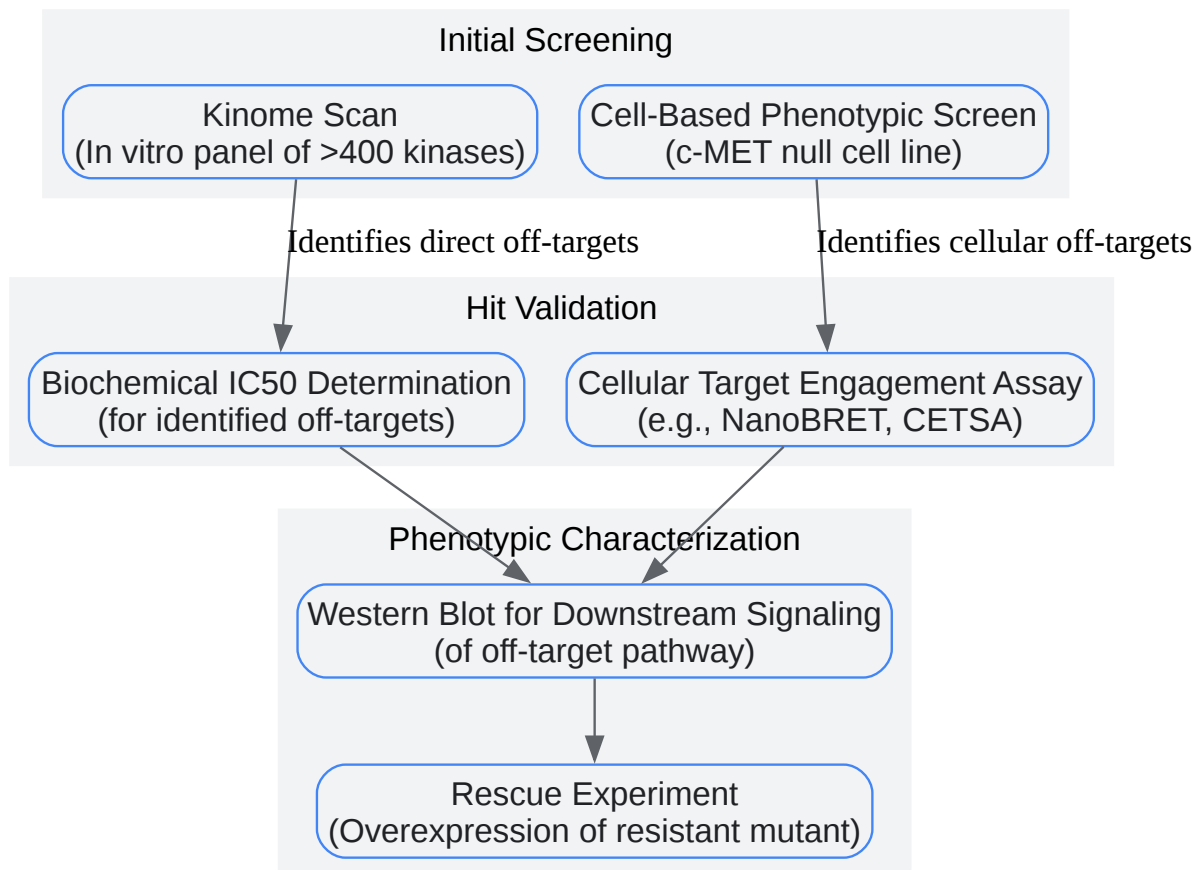 Initial Screening
Kinome Scan
(In vitro panel of >400 kinases)
Cell-Based Phenotypic Screen
(c-MET null cell line)
Identifies direct off-targets
Identifies cellular off-targets
Hit Validation
Biochemical IC50 Determination
(for identified off-targets)
Cellular Target Engagement Assay
(e.g., NanoBRET, CETSA)
Phenotypic Characterization
Western Blot for Downstream Signaling
(of off-target pathway)
Rescue Experiment
(Overexpression of resistant mutant)